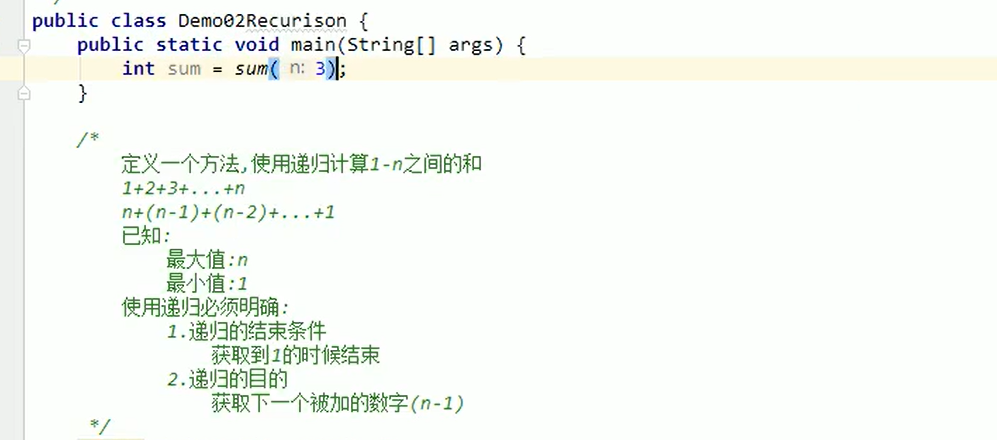 public class Demo02Recurison {
public static void main(String[] args) {
int sum = sum( n: 3);
}
/*
定义一个方法,使用递归计算1-n之间的和
1+2+3+...+n
n+(n-1)+(n-2)+...+1
已知:
最大值:n
最小值:1
使用递归必须明确:
1.递归的结束条件
获取到1的时候结束
2.递归的目的
获取下一个被加的数字(n-1)
*/